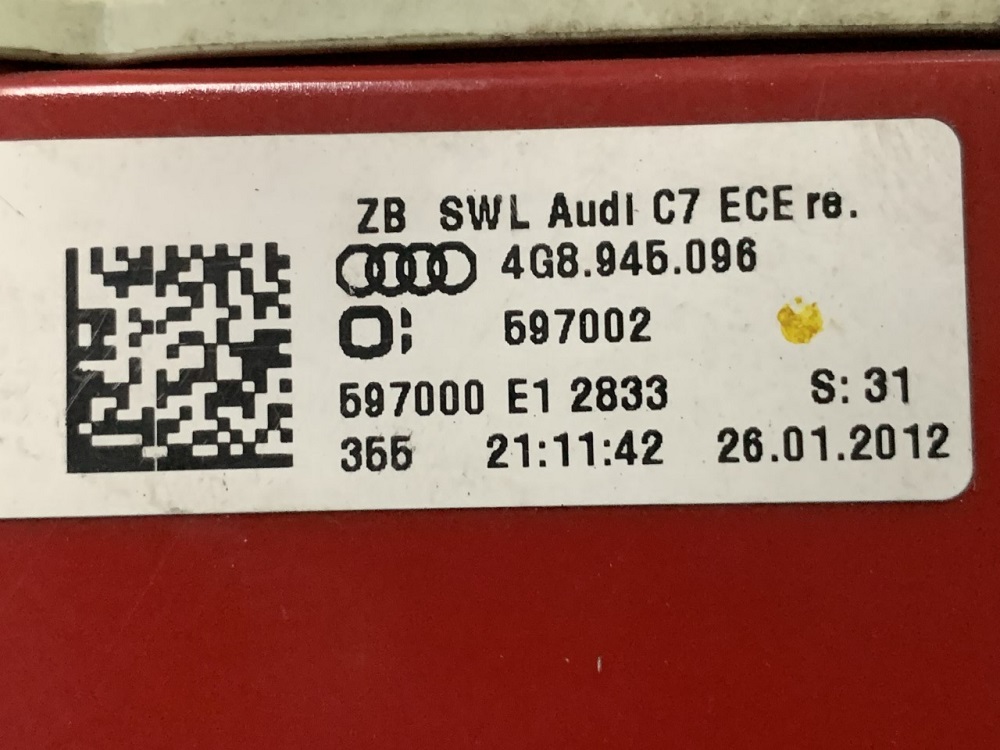 ZB SWL Audi C7 ECE re.
4G8.945.096
O; 597002
597000 E1 2833 S: 31
355 21:11:42 26.01.2012